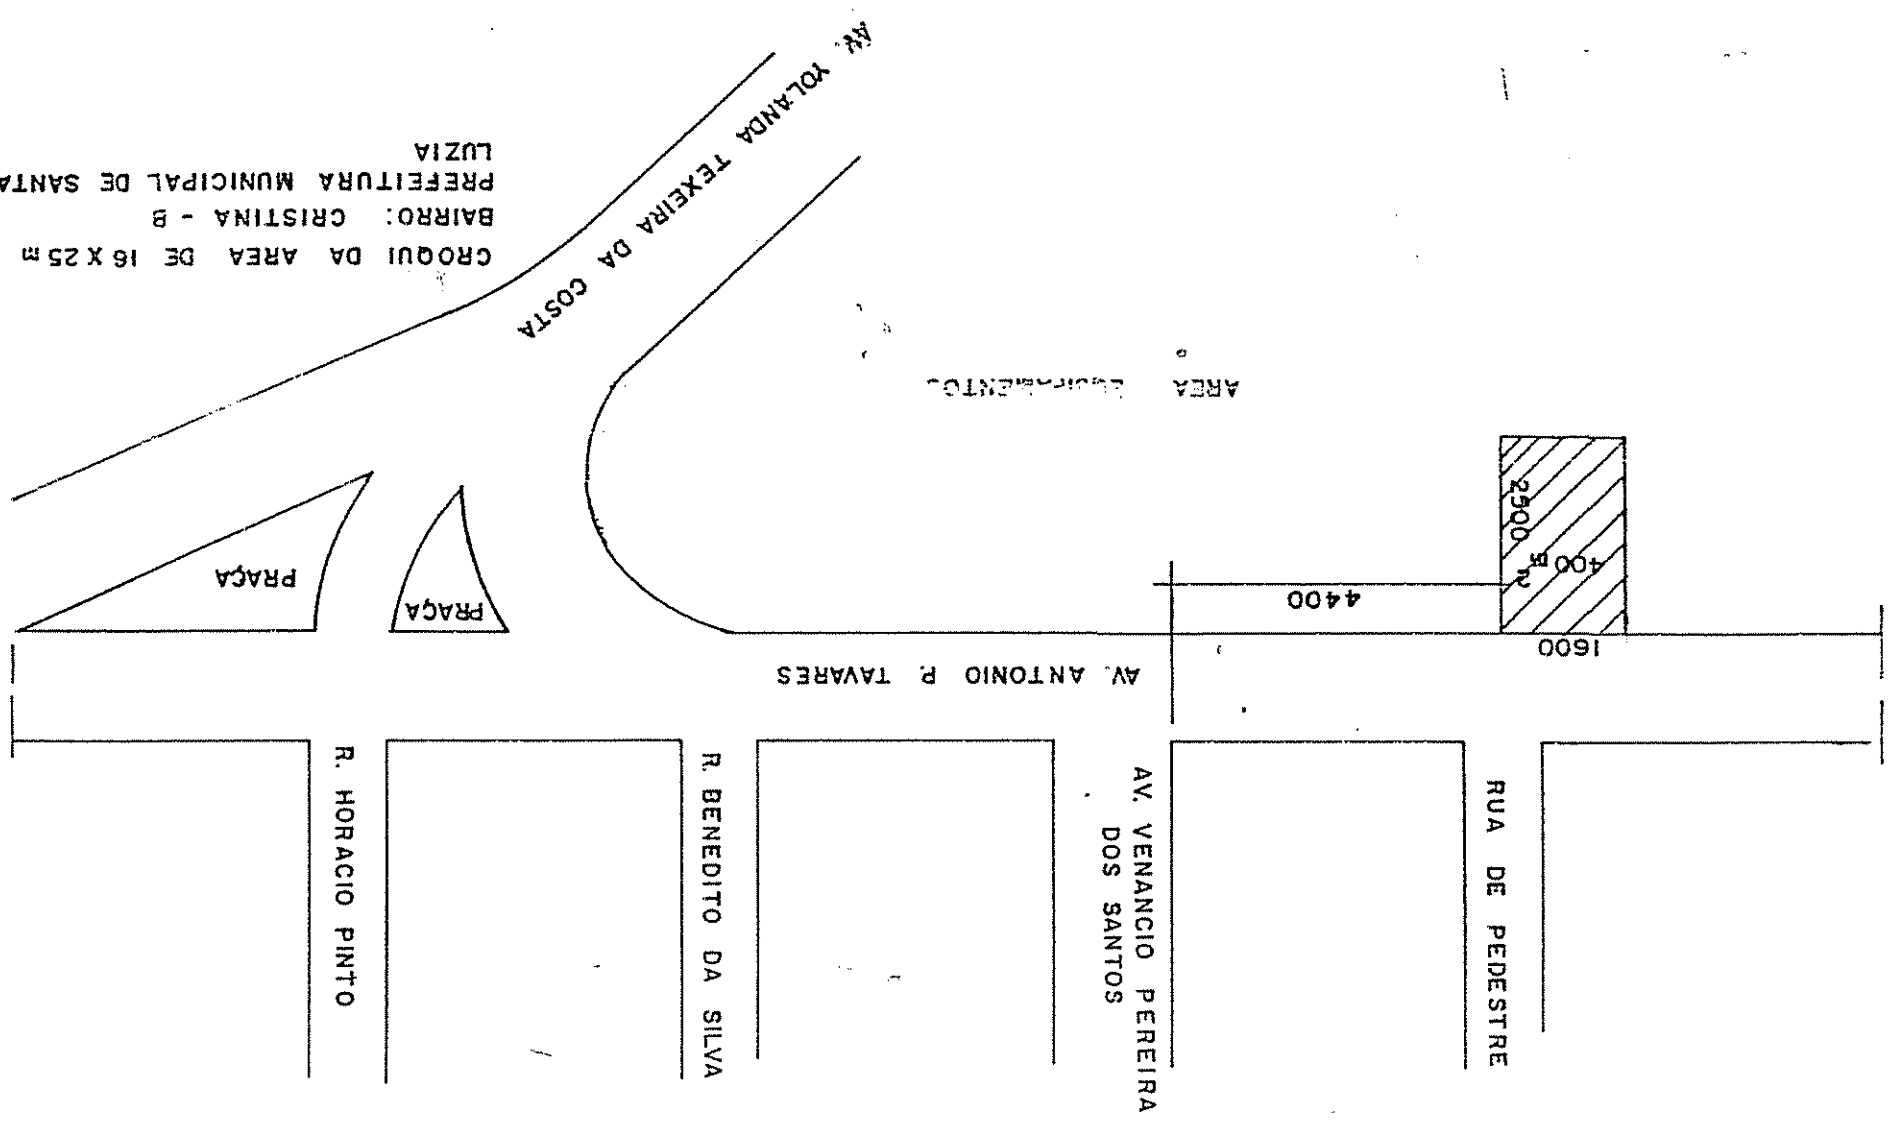 CROQUI DA AREA DE 16 X 25 m
BAIRRO: CRISTINA - B
PREFEITURA MUNICIPAL DE SANTA
LUZIA
AV. YOLANDA TEXEIRA DA COSTA
AREA
PRAÇA
PRAÇA
2500
400 m2
4400
1600
AV. ANTONIO P. TAVARES
R. HORACIO PINTO
R. BENEDITO DA SILVA
AV. VENANCIO PEREIRA
DOS SANTOS
RUA DE PEDESTRE